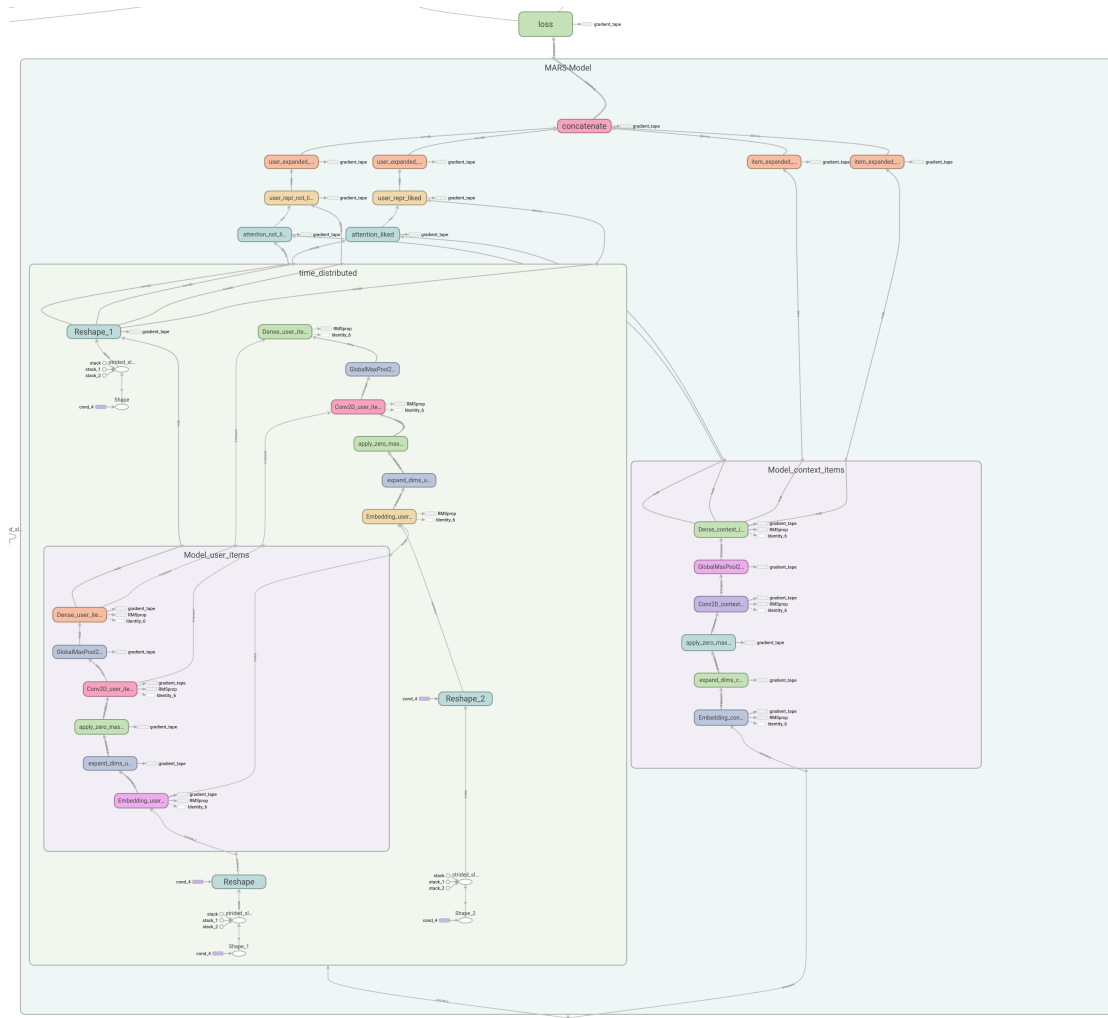 loss
gradient_tape
MARS-Model
concatenate
gradient_tape
user_expanded_...
gradient_tape
user_expanded_...
gradient_tape
item_expanded_...
gradient_tape
item_expanded_...
gradient_tape
user_repr_not_li...
gradient_tape
user_repr_liked
gradient_tape
attention_not_li...
gradient_tape
attention_liked
gradient_tape
time_distributed
Reshape_1
gradient_tape
stack
stack_1
stack_2
strided_sl...
Shape
cond_4
Dense_user_ite...
RMSprop
Identity_6
GlobalMaxPool2...
Conv2D_user_ite...
RMSprop
Identity_6
apply_zero_mas...
expand_dims_u...
Embedding_user...
RMSprop
Identity_6
d_sl...
Model_user_items
Dense_user_ite...
gradient_tape
RMSprop
Identity_6
GlobalMaxPool2...
gradient_tape
Conv2D_user_ite...
gradient_tape
RMSprop
Identity_6
apply_zero_mas...
gradient_tape
expand_dims_u...
gradient_tape
Embedding_user...
gradient_tape
RMSprop
Identity_6
cond_4
Reshape
stack
stack_1
stack_2
strided_sl...
Shape_1
cond_4
cond_4
Reshape_2
stack
stack_1
stack_2
strided_sl...
Shape_2
cond_4
Model_context_items
Dense_context_i...
gradient_tape
RMSprop
Identity_6
GlobalMaxPool2...
gradient_tape
Conv2D_context...
gradient_tape
RMSprop
Identity_6
apply_zero_mas...
gradient_tape
expand_dims_c...
gradient_tape
Embedding_con...
gradient_tape
RMSprop
Identity_6